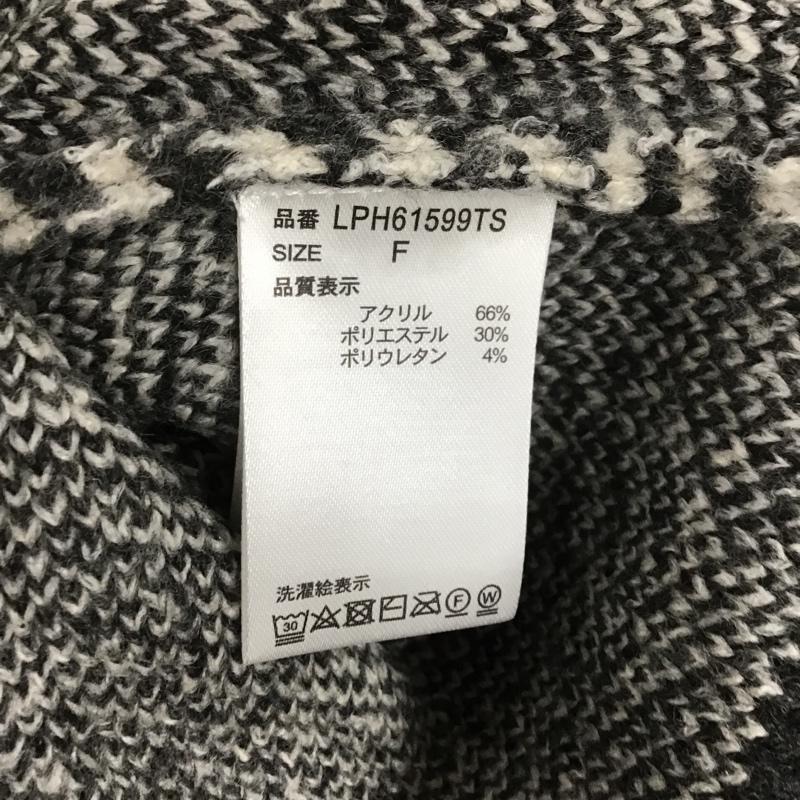 品番 LPH61599TS
SIZE F
品質表示
アクリル 66%
ポリエステル 30%
ポリウレタン 4%
洗濯絵表示
30 F W